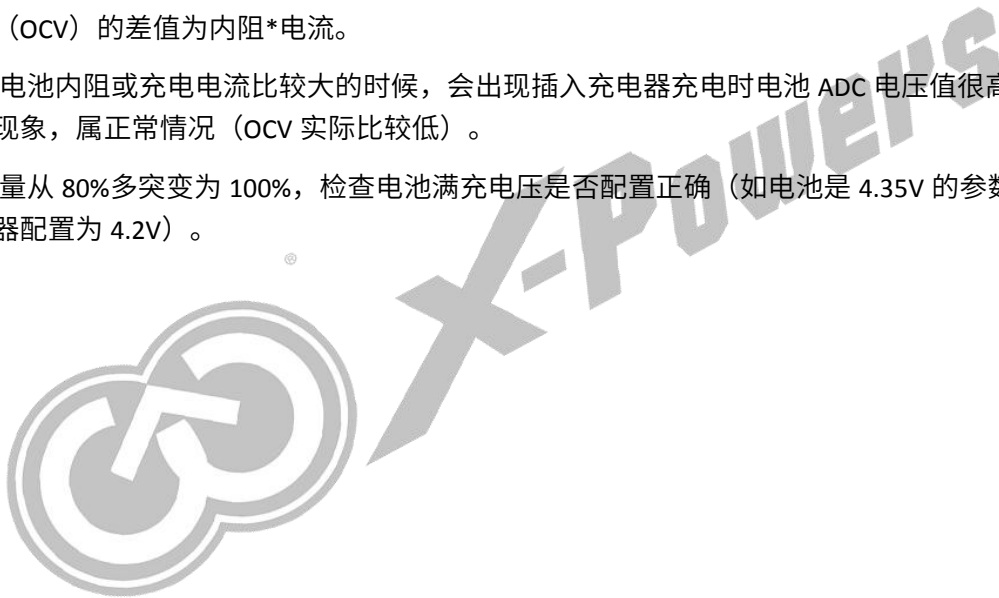 （OCV）的差值为内阻*电流。
电池内阻或充电电流比较大的时候，会出现插入充电器充电时电池 ADC 电压值很高
现象，属正常情况（OCV 实际比较低）。
量从 80%多突变为 100%，检查电池满充电压是否配置正确（如电池是 4.35V 的参数
器配置为 4.2V）。
®
X-Powers